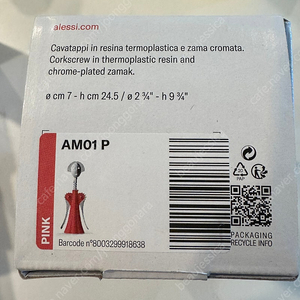 alessi.com
Cavatappi in resina termoplastica e zama cromata.
Corkscrew in thermoplastic resin and
chrome-plated zamak.
ø cm 7 - h cm 24.5 / ø 2 ¾" - h 9 ¾"
AM01 P
PINK
Barcode n°8003299918638
PAP
PACKAGING
RECYCLE INFO